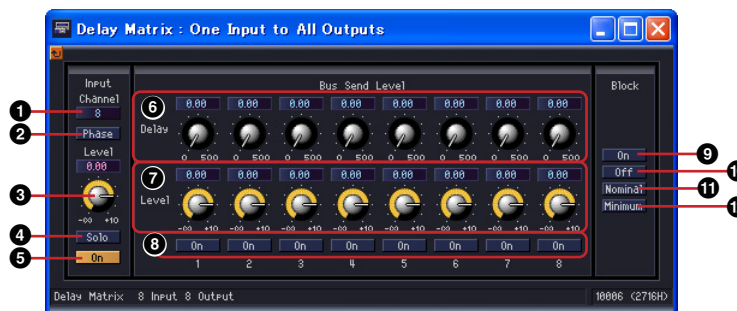 Delay Matrix : One Input to All Outputs
Input
Channel
8
Phase
Level
0.00
-∞ +10
Solo
On
Bus Send Level
0.00 0.00 0.00 0.00 0.00 0.00 0.00 0.00
Delay
0 500 0 500 0 500 0 500 0 500 0 500 0 500 0 500
0.00 0.00 0.00 0.00 0.00 0.00 0.00 0.00
Level
-∞ +10 -∞ +10 -∞ +10 -∞ +10 -∞ +10 -∞ +10 -∞ +10 -∞ +10
On On On On On On On On
1 2 3 4 5 6 7 8
Block
On
Off
Nominal
Minimum
1
2
3
4
5
6
7
8
9
1
11
1
Delay Matrix 8 Input 8 Output 10006 (2716H)